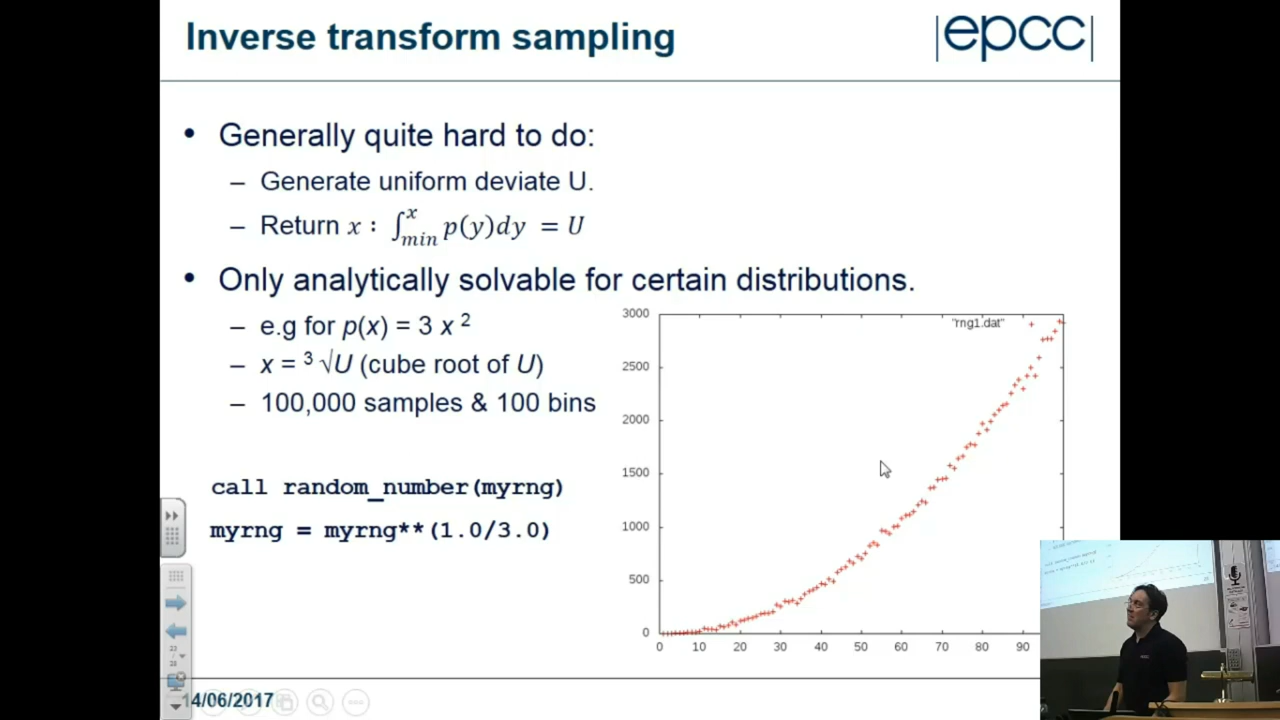 Inverse transform sampling
|epcc|
• Generally quite hard to do:
– Generate uniform deviate U.
– Return x : ∫ₘᵢₙˣ p(y)dy = U
• Only analytically solvable for certain distributions.
– e.g for p(x) = 3 x ²
– x = ³ √U (cube root of U)
– 100,000 samples & 100 bins
call random_number(myrng)
myrng = myrng**(1.0/3.0)
"rng1.dat"
3000
2500
2000
1500
1000
500
0
0 10 20 30 40 50 60 70 80 90
14/06/2017